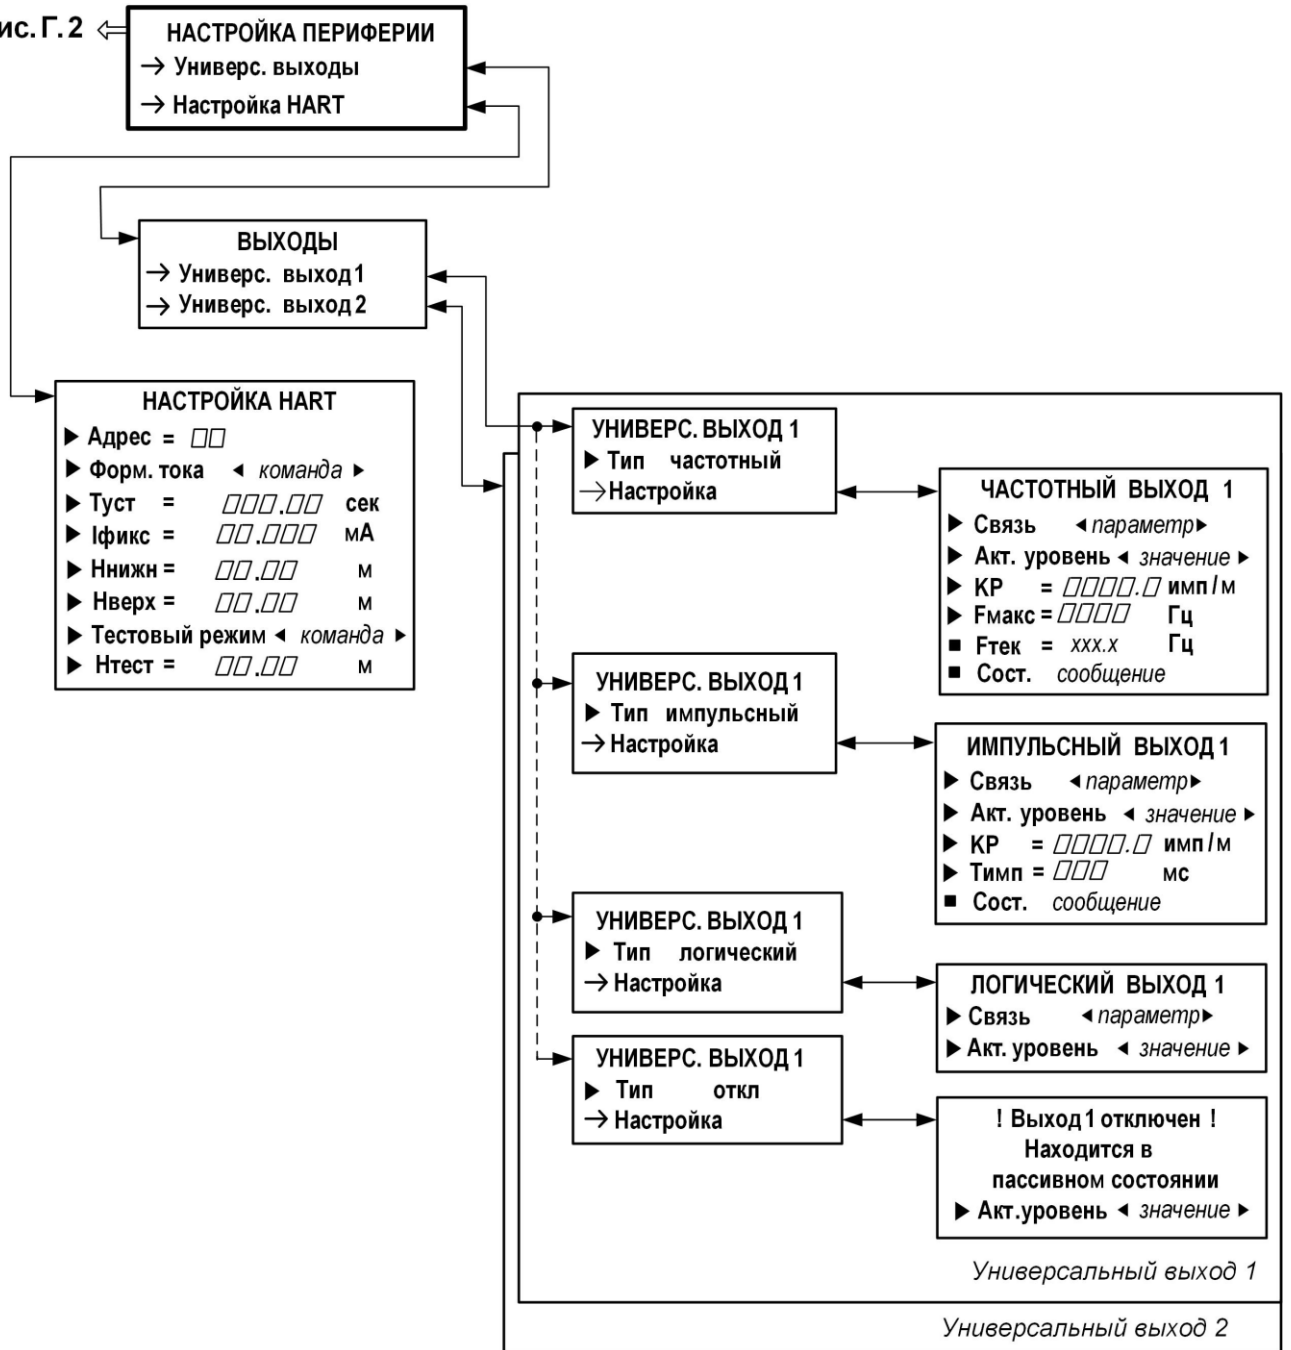 ис.Г.2
НАСТРОЙКА ПЕРИФЕРИИ
→ Универс. выходы
→ Настройка HART
ВЫХОДЫ
→ Универс. выход 1
→ Универс. выход 2
НАСТРОЙКА HART
▶ Адрес = □□
▶ Форм. тока ◂ команда ▸
▶ Туст = □□□.□□ сек
▶ Iфикс = □□.□□□ мА
▶ Hнижн = □□.□□ м
▶ Hверх = □□.□□ м
▶ Тестовый режим ◂ команда ▸
▶ Hтест = □□.□□ м
УНИВЕРС. ВЫХОД 1
▶ Тип частотный
→ Настройка
ЧАСТОТНЫЙ ВЫХОД 1
▶ Связь ◂ параметр ▸
▶ Акт. уровень ◂ значение ▸
▶ KP = □□□□.□ имп/м
▶ Fмакс = □□□□ Гц
■ Fтек = xxx.x Гц
■ Сост. сообщение
УНИВЕРС. ВЫХОД 1
▶ Тип импульсный
→ Настройка
ИМПУЛЬСНЫЙ ВЫХОД 1
▶ Связь ◂ параметр ▸
▶ Акт. уровень ◂ значение ▸
▶ KP = □□□□.□ имп/м
▶ Тимп = □□□ мс
■ Сост. сообщение
УНИВЕРС. ВЫХОД 1
▶ Тип логический
→ Настройка
ЛОГИЧЕСКИЙ ВЫХОД 1
▶ Связь ◂ параметр ▸
▶ Акт. уровень ◂ значение ▸
УНИВЕРС. ВЫХОД 1
▶ Тип откл
→ Настройка
! Выход 1 отключен !
Находится в
пассивном состоянии
▶ Акт.уровень ◂ значение ▸
Универсальный выход 1
Универсальный выход 2